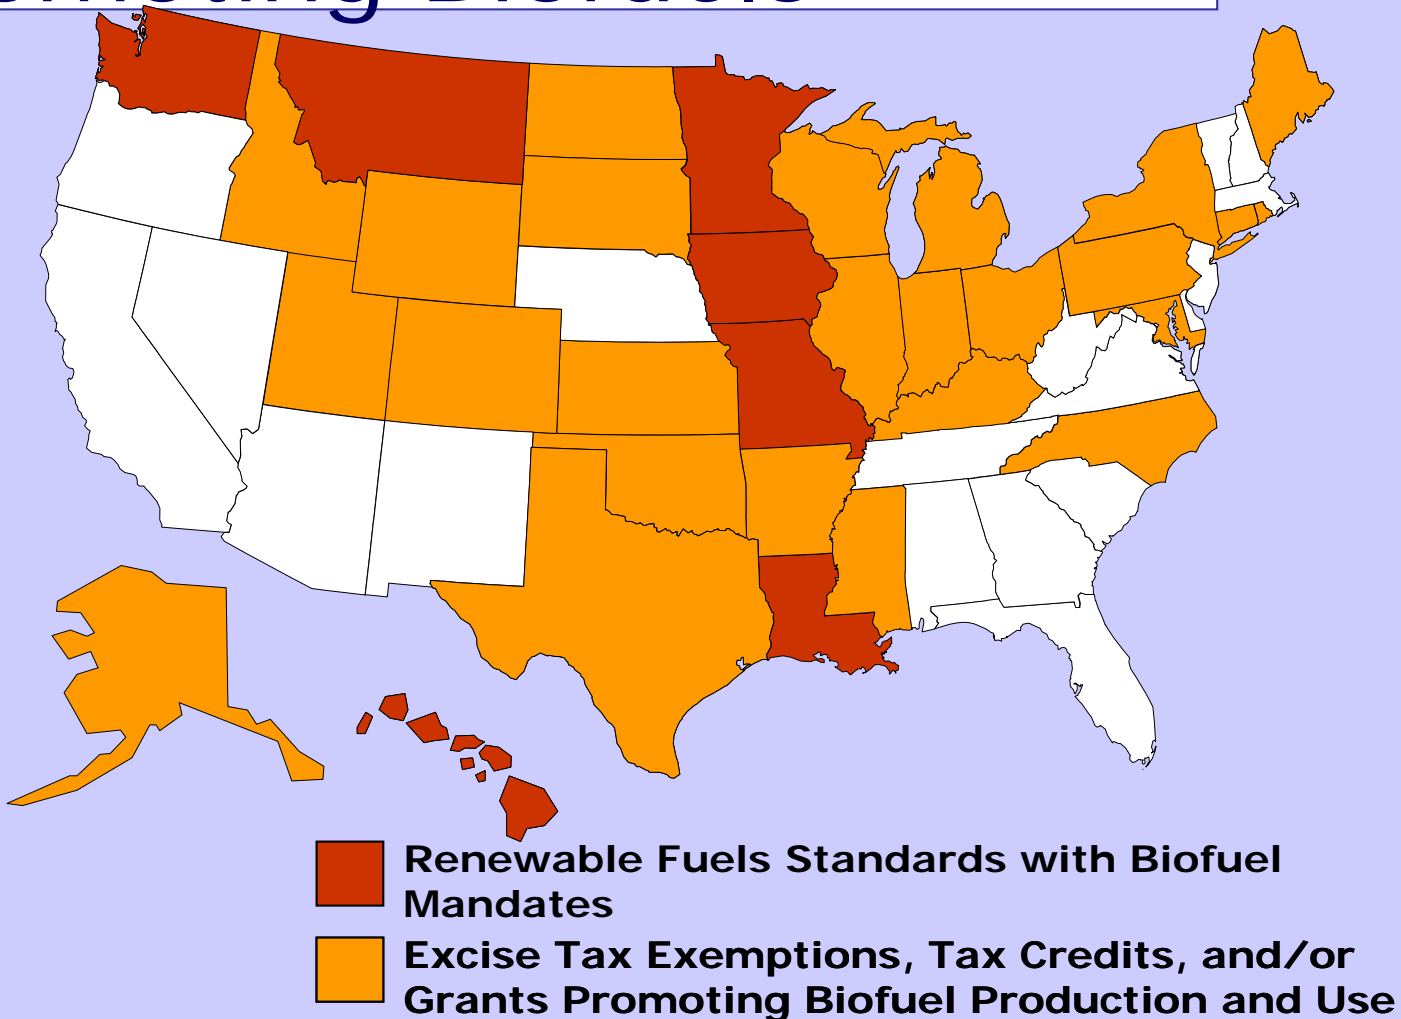 Biofuels
Renewable Fuels Standards with Biofuel
Mandates
Excise Tax Exemptions, Tax Credits, and/or
Grants Promoting Biofuel Production and Use